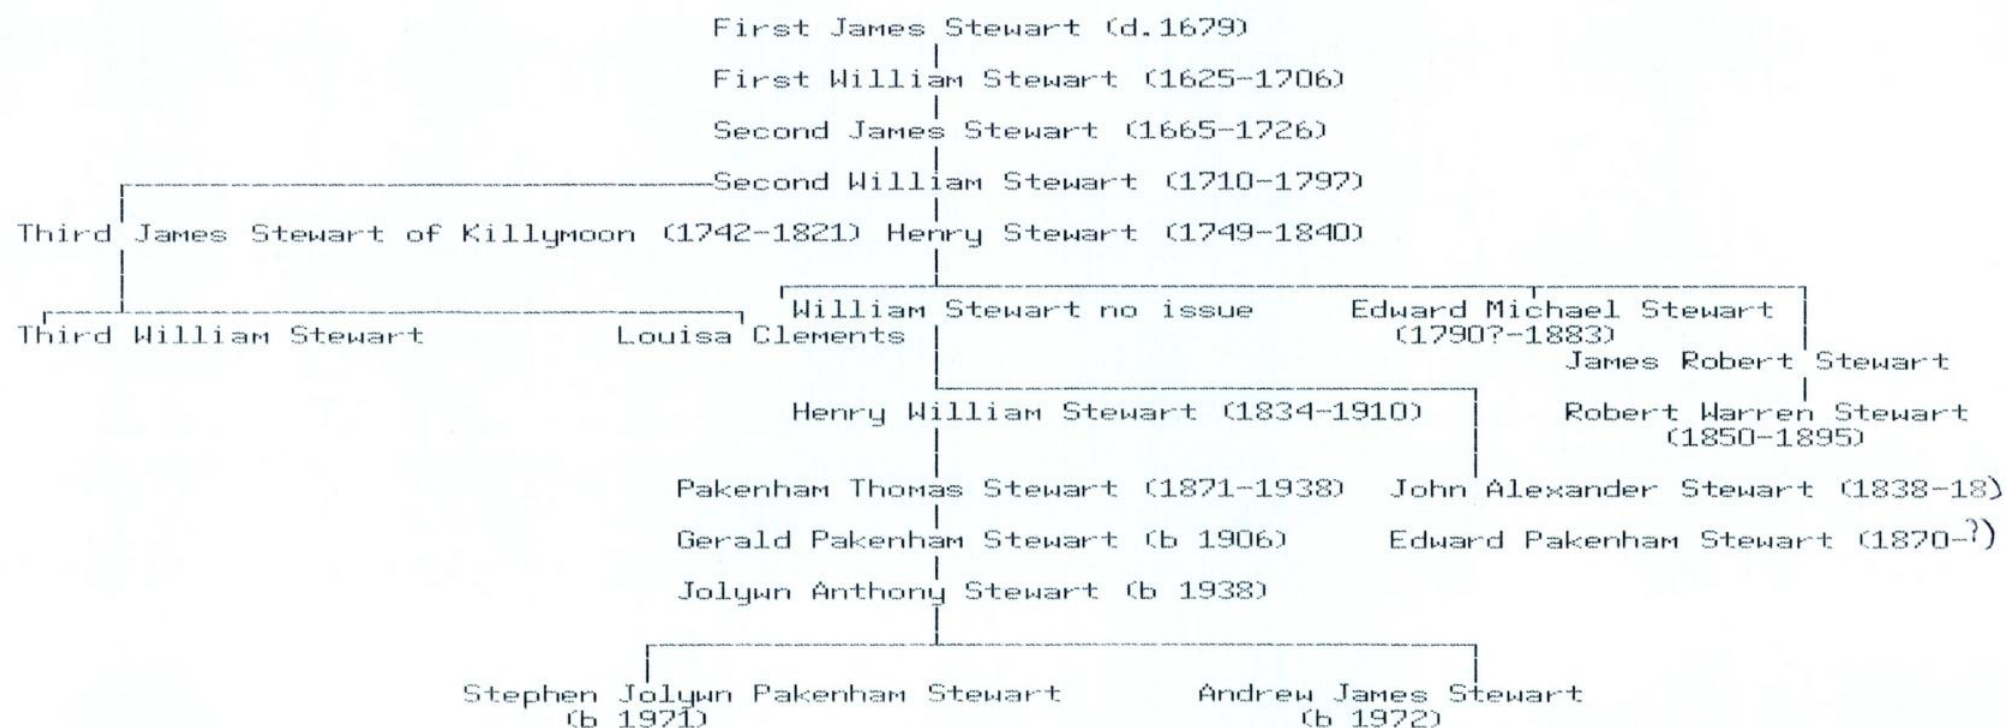 First James Stewart (d.1679)
First William Stewart (1625-1706)
Second James Stewart (1665-1726)
Second William Stewart (1710-1797)
Third James Stewart of Killymoon (1742-1821) Henry Stewart (1749-1840)
William Stewart no issue Edward Michael Stewart
Third William Stewart Louisa Clements (1790?-1883)
James Robert Stewart
Henry William Stewart (1834-1910) Robert Warren Stewart
(1850-1895)
Pakenham Thomas Stewart (1871-1938) John Alexander Stewart (1838-18)
Gerald Pakenham Stewart (b 1906) Edward Pakenham Stewart (1870-?)
Jolywn Anthony Stewart (b 1938)
Stephen Jolywn Pakenham Stewart Andrew James Stewart
(b 1971) (b 1972)